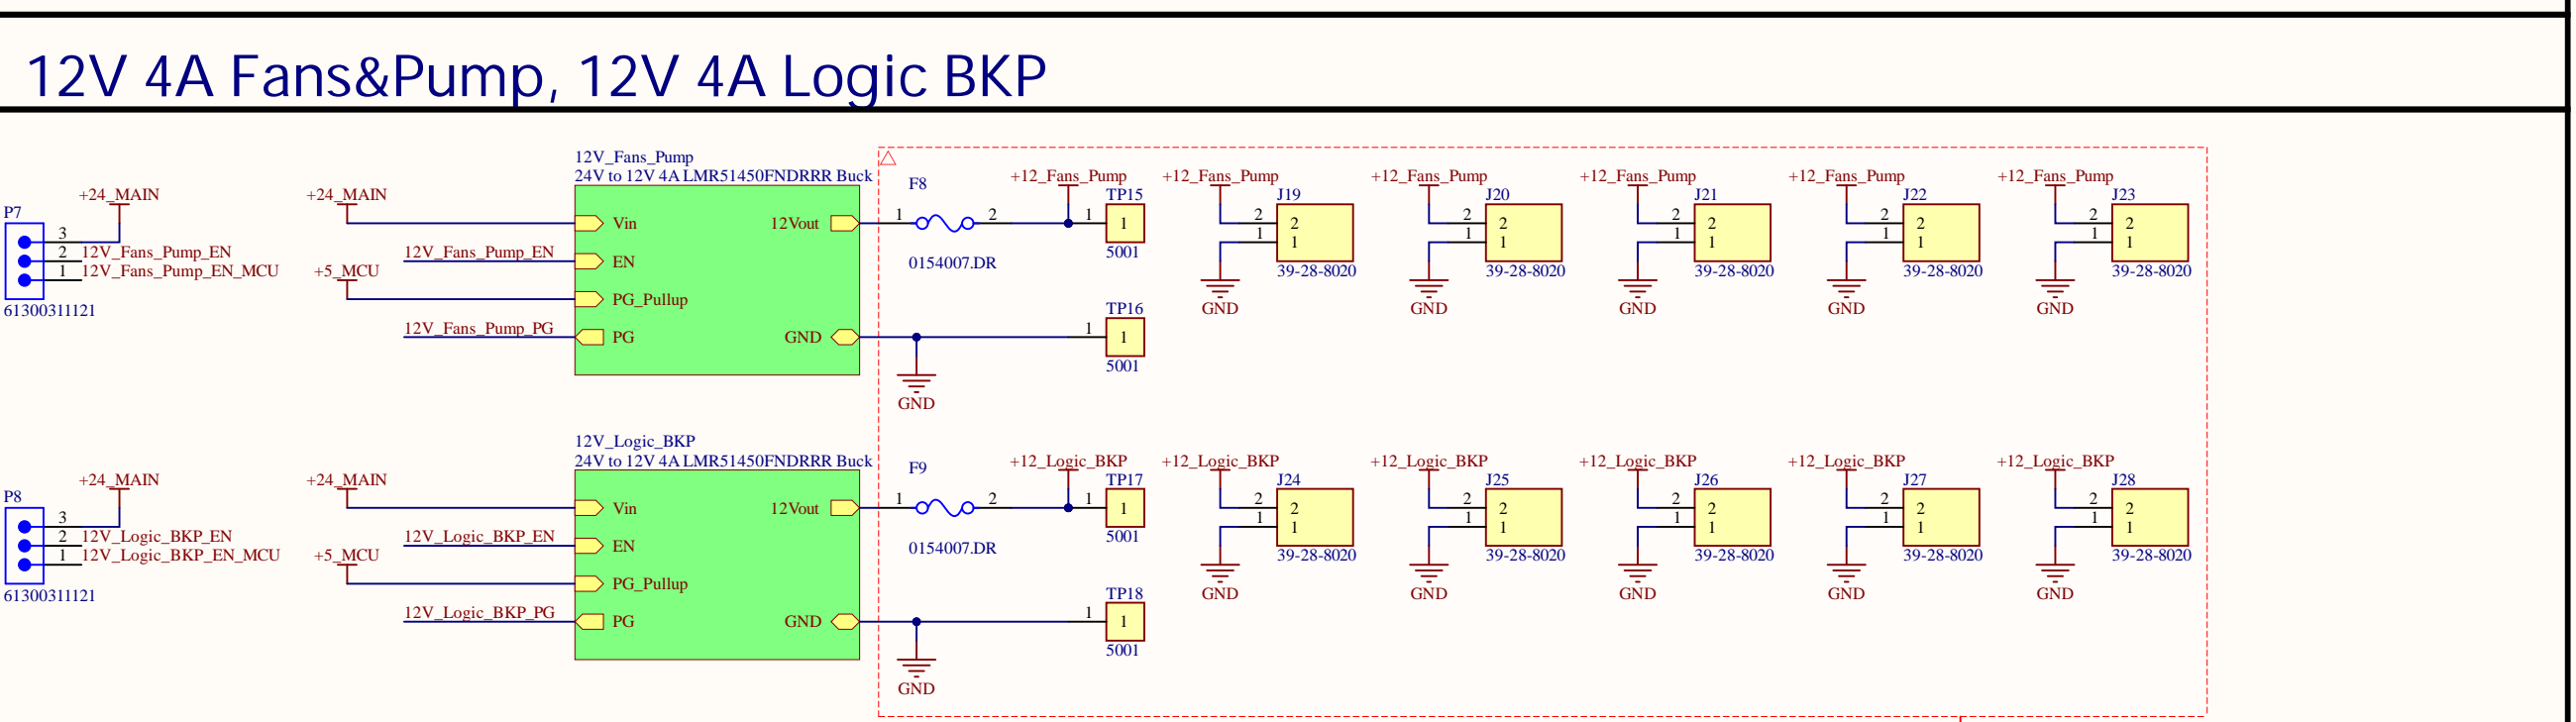 12V 4A Fans&Pump, 12V 4A Logic BKP
12V_Fans_Pump
24V to 12V 4A LMR51450FNDRRR Buck
P7
+24_MAIN
3
2
12V_Fans_Pump_EN
1
12V_Fans_Pump_EN_MCU
61300311121
+24_MAIN
12V_Fans_Pump_EN
+5_MCU
12V_Fans_Pump_PG
Vin
EN
PG_Pullup
PG
12Vout
GND
F8
1
2
0154007.DR
GND
+12_Fans_Pump
TP15
1
1
5001
TP16
1
1
5001
+12_Fans_Pump
J19
2
2
1
1
39-28-8020
GND
+12_Fans_Pump
J20
2
2
1
1
39-28-8020
GND
+12_Fans_Pump
J21
2
2
1
1
39-28-8020
GND
+12_Fans_Pump
J22
2
2
1
1
39-28-8020
GND
+12_Fans_Pump
J23
2
2
1
1
39-28-8020
GND
12V_Logic_BKP
24V to 12V 4A LMR51450FNDRRR Buck
P8
+24_MAIN
3
2
12V_Logic_BKP_EN
1
12V_Logic_BKP_EN_MCU
61300311121
+24_MAIN
12V_Logic_BKP_EN
+5_MCU
12V_Logic_BKP_PG
Vin
EN
PG_Pullup
PG
12Vout
GND
F9
1
2
0154007.DR
GND
+12_Logic_BKP
TP17
1
1
5001
TP18
1
1
5001
+12_Logic_BKP
J24
2
2
1
1
39-28-8020
GND
+12_Logic_BKP
J25
2
2
1
1
39-28-8020
GND
+12_Logic_BKP
J26
2
2
1
1
39-28-8020
GND
+12_Logic_BKP
J27
2
2
1
1
39-28-8020
GND
+12_Logic_BKP
J28
2
2
1
1
39-28-8020
GND